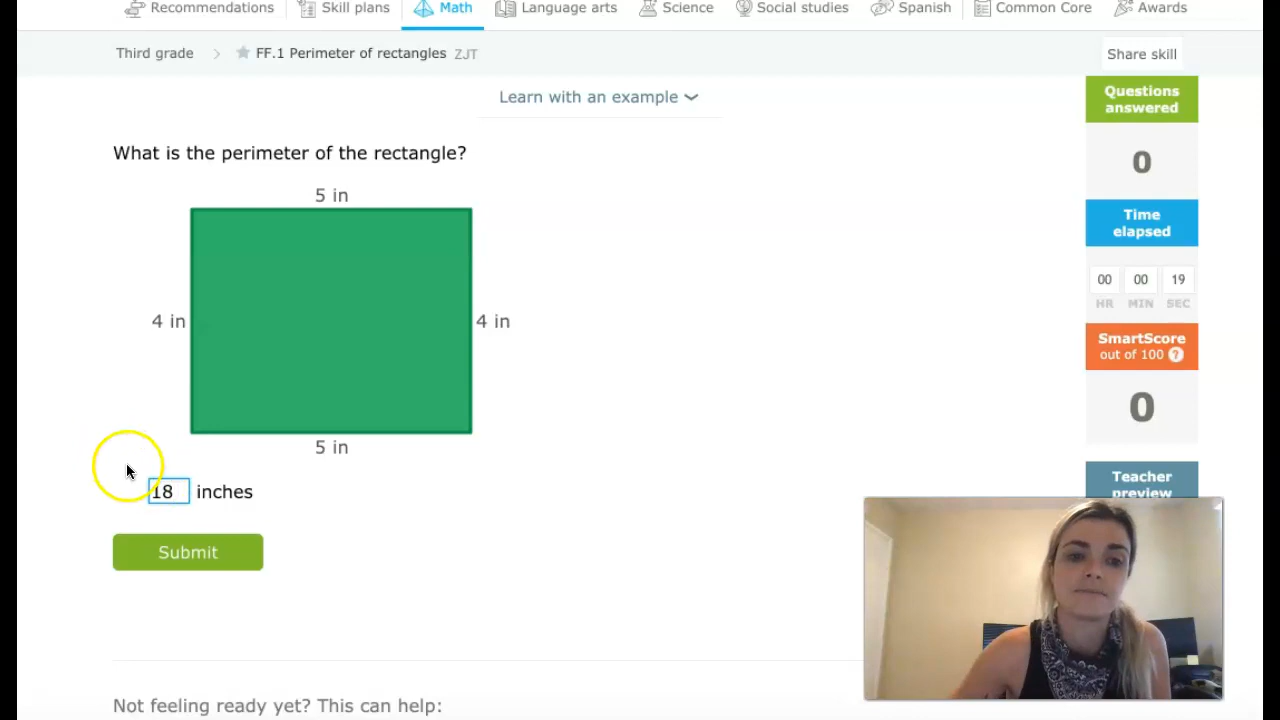 Recommendations Skill plans Math Language arts Science Social studies Spanish Common Core Awards
Third grade > FF.1 Perimeter of rectangles ZJT
Share skill
Learn with an example
What is the perimeter of the rectangle?
5 in
4 in
4 in
5 in
18 inches
Submit
Questions
answered
0
Time
elapsed
00 00 19
HR MIN SEC
SmartScore
out of 100 ?
0
Teacher
preview
Not feeling ready yet? This can help: